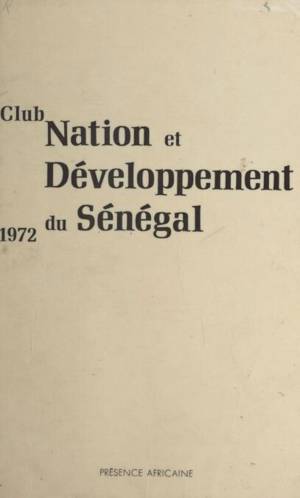 Club
Nation et
Développement
1972 du Sénégal
PRÉSENCE AFRICAINE